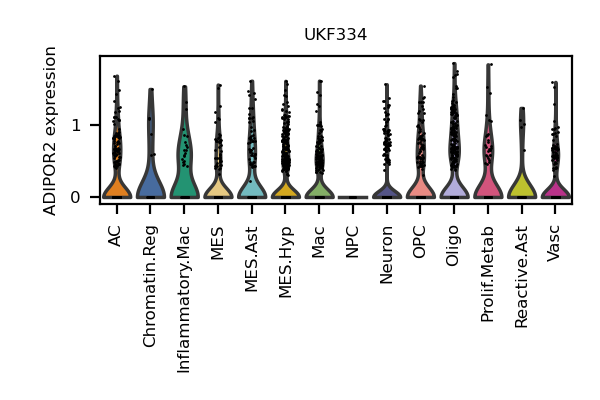 UKF334
ADIPOR2 expression
1
0
AC
Chromatin.Reg
Inflammatory.Mac
MES
MES.Ast
MES.Hyp
Mac
NPC
Neuron
OPC
Oligo
Prolif.Metab
Reactive.Ast
Vasc